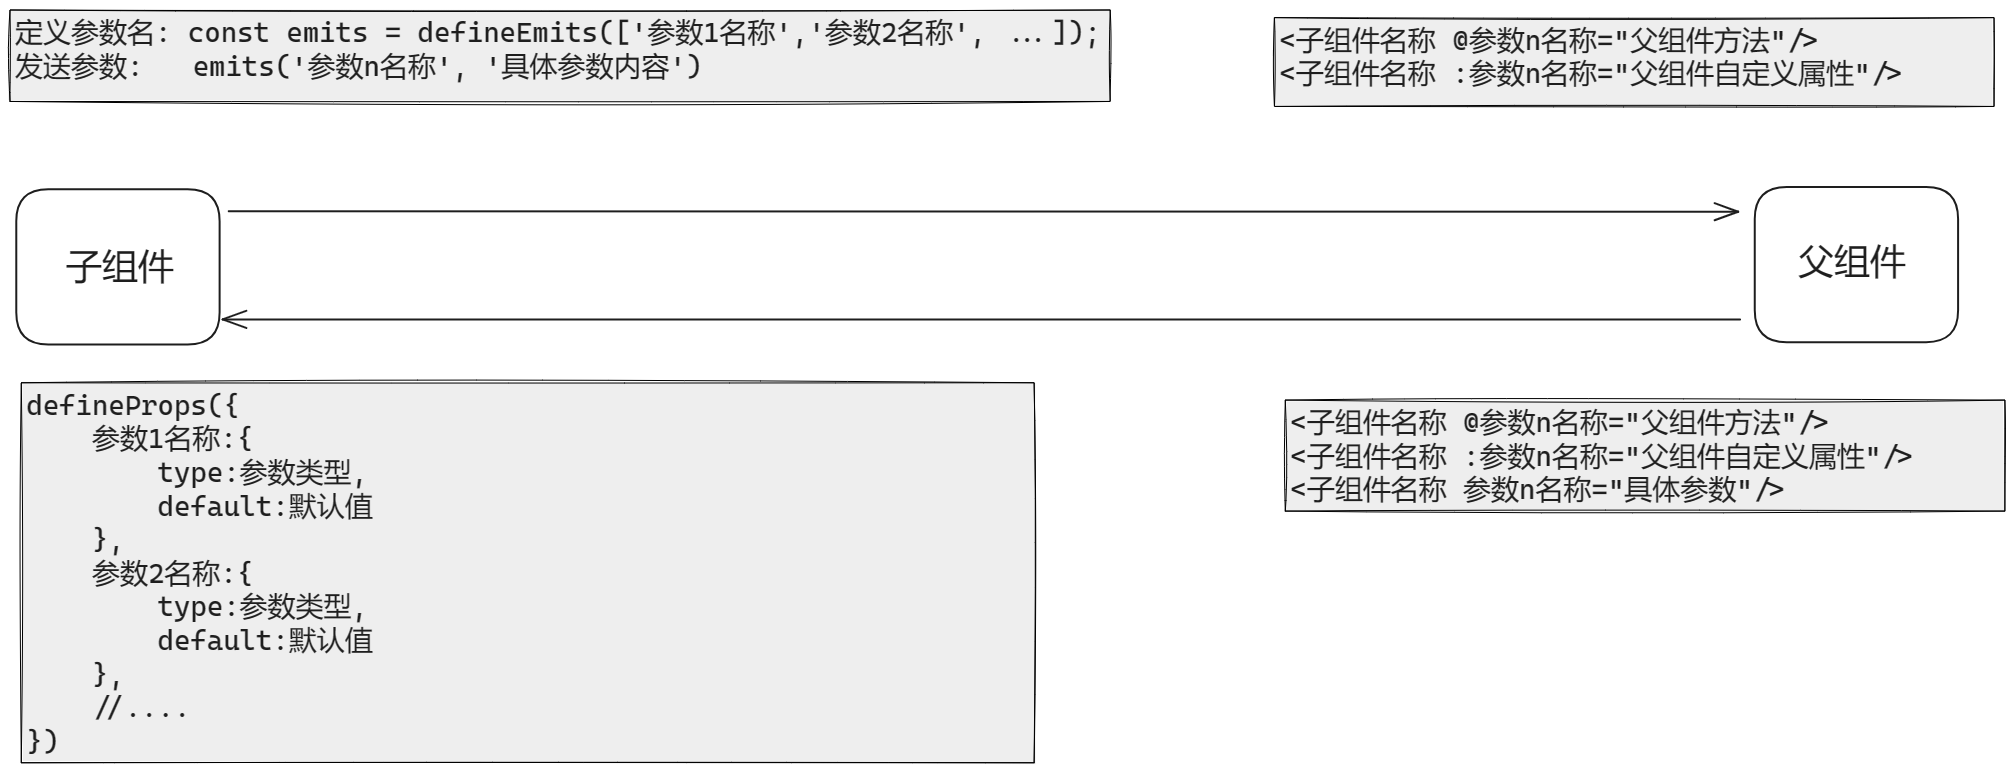 定义参数名: const emits = defineEmits(['参数1名称','参数2名称', ...]);
发送参数: emits('参数n名称', '具体参数内容')
<子组件名称 @参数n名称="父组件方法"/>
<子组件名称 :参数n名称="父组件自定义属性"/>
子组件
父组件
defineProps({
    参数1名称:{
        type:参数类型,
        default:默认值
    },
    参数2名称:{
        type:参数类型,
        default:默认值
    },
    //....
})
<子组件名称 @参数n名称="父组件方法"/>
<子组件名称 :参数n名称="父组件自定义属性"/>
<子组件名称 参数n名称="具体参数"/>